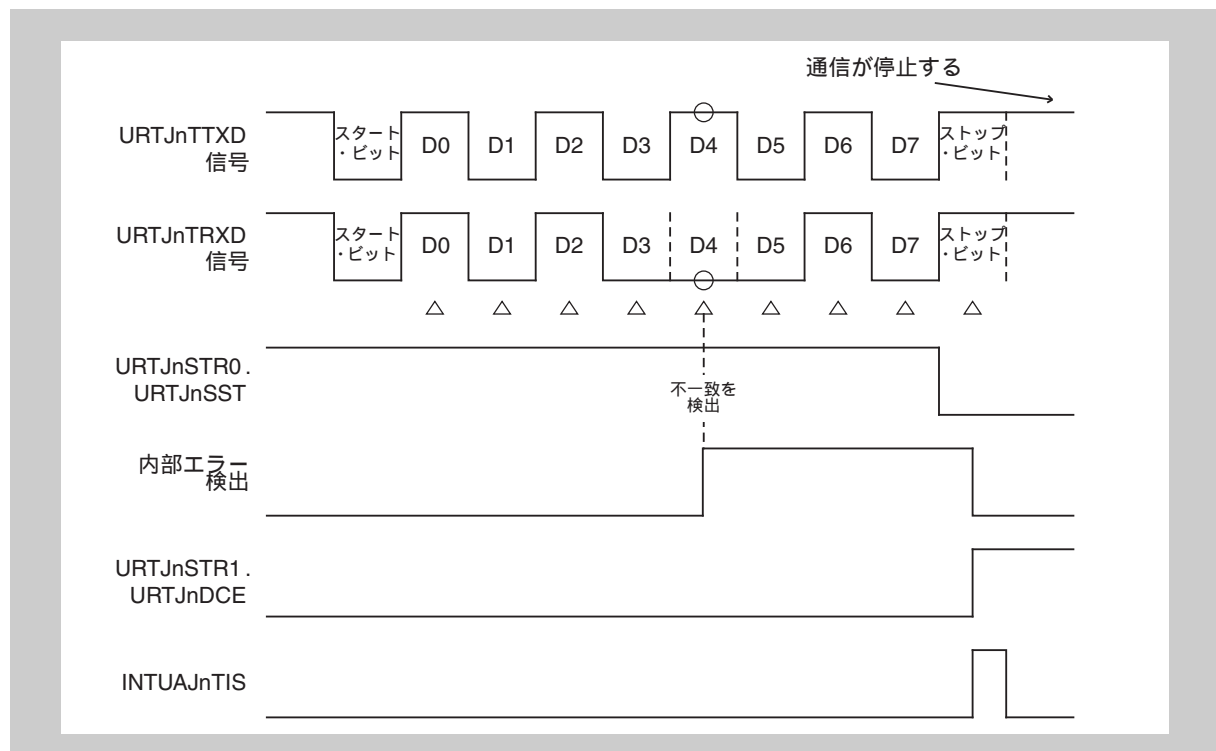 通信が停止する
URTJnTTXD
信号
スタート
・ビット
D0 D1 D2 D3 D4 D5 D6 D7
ストップ
・ビット
URTJnTRXD
信号
スタート
・ビット
D0 D1 D2 D3 D4 D5 D6 D7
ストップ
・ビット
URTJnSTR0.
URTJnSST
不一致を
検出
内部エラー
検出
URTJnSTR1.
URTJnDCE
INTUAJnTIS